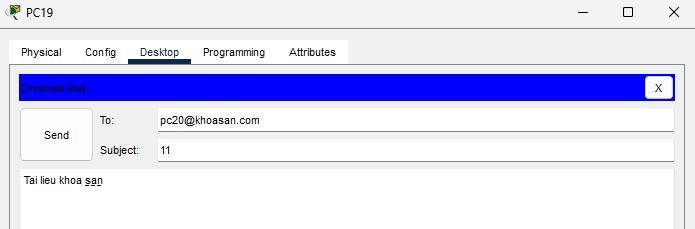 PC19
Physical Config Desktop Programming Attributes
Compose Mail X
Send
To: pc20@khoasan.com
Subject: 11
Tai lieu khoa san